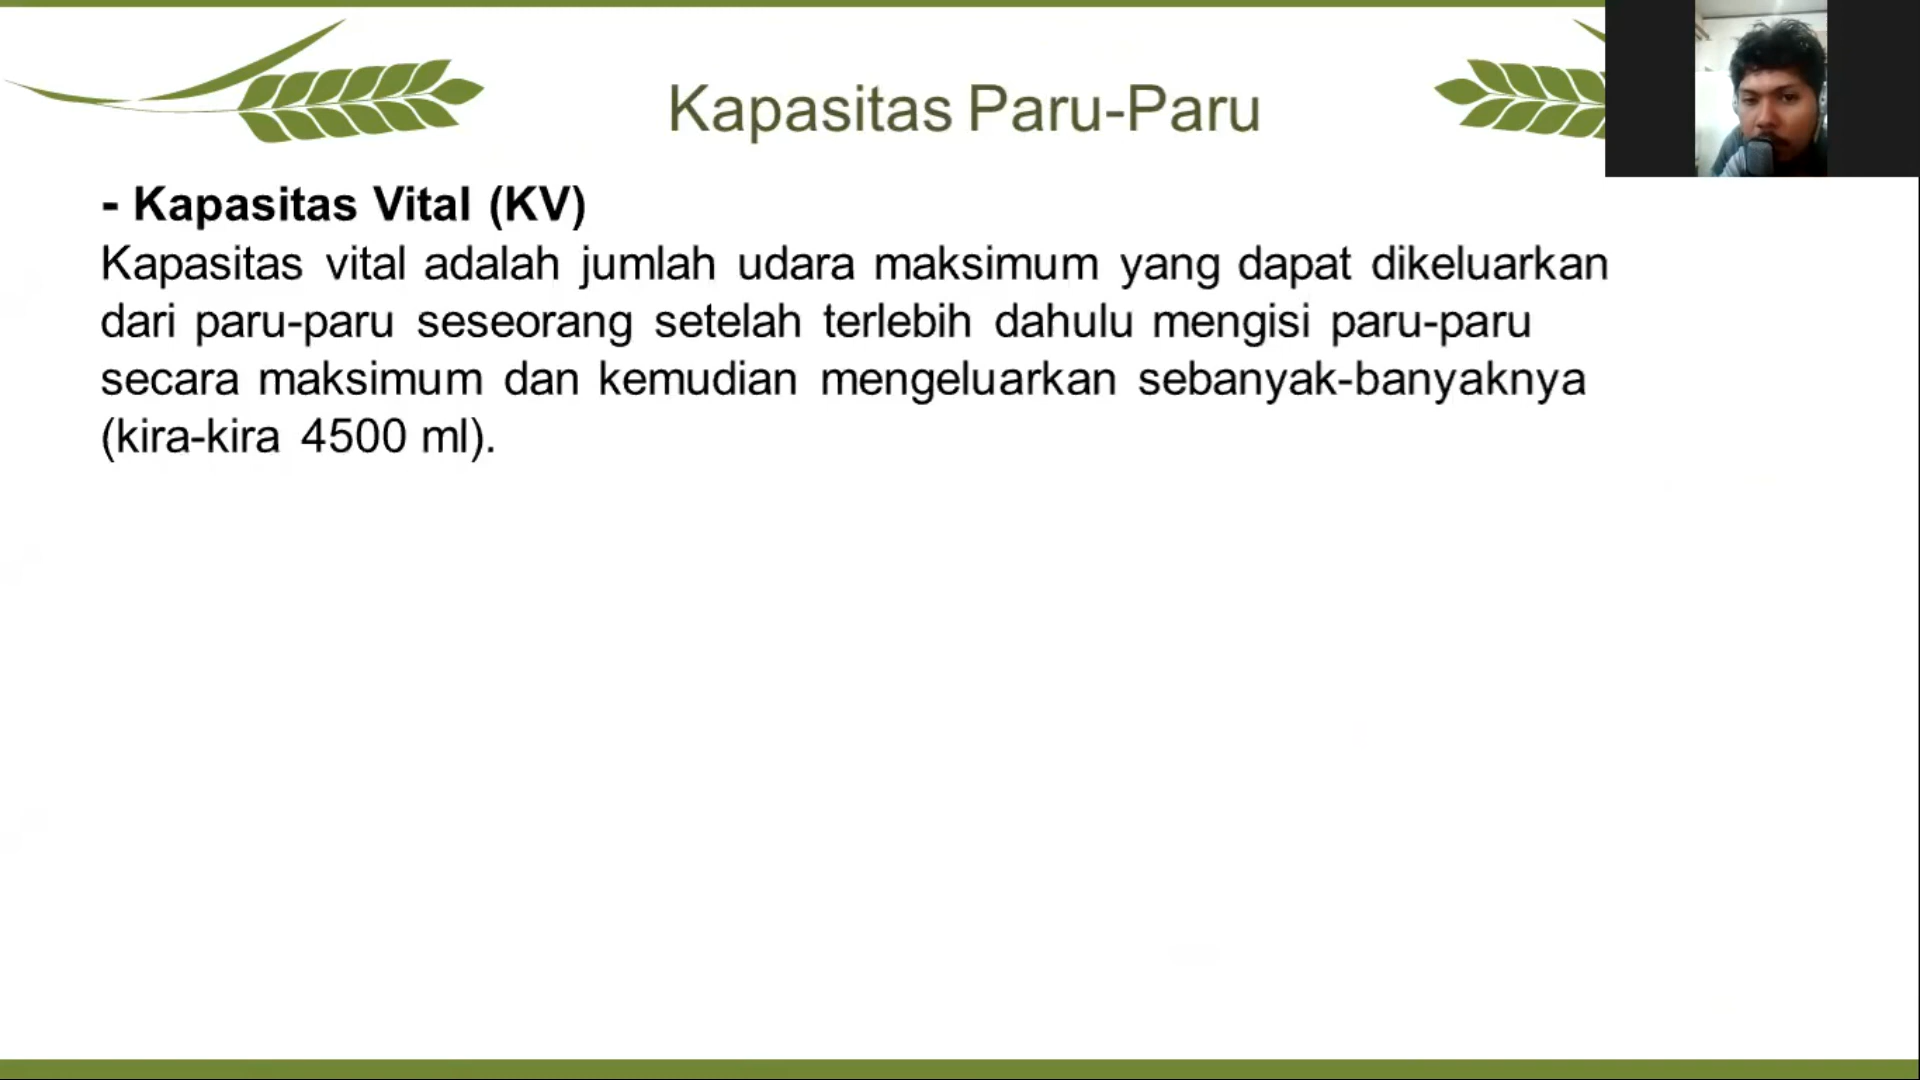 Kapasitas Paru-Paru
- Kapasitas Vital (KV)
Kapasitas vital adalah jumlah udara maksimum yang dapat dikeluarkan
dari paru-paru seseorang setelah terlebih dahulu mengisi paru-paru
secara maksimum dan kemudian mengeluarkan sebanyak-banyaknya
(kira-kira 4500 ml).